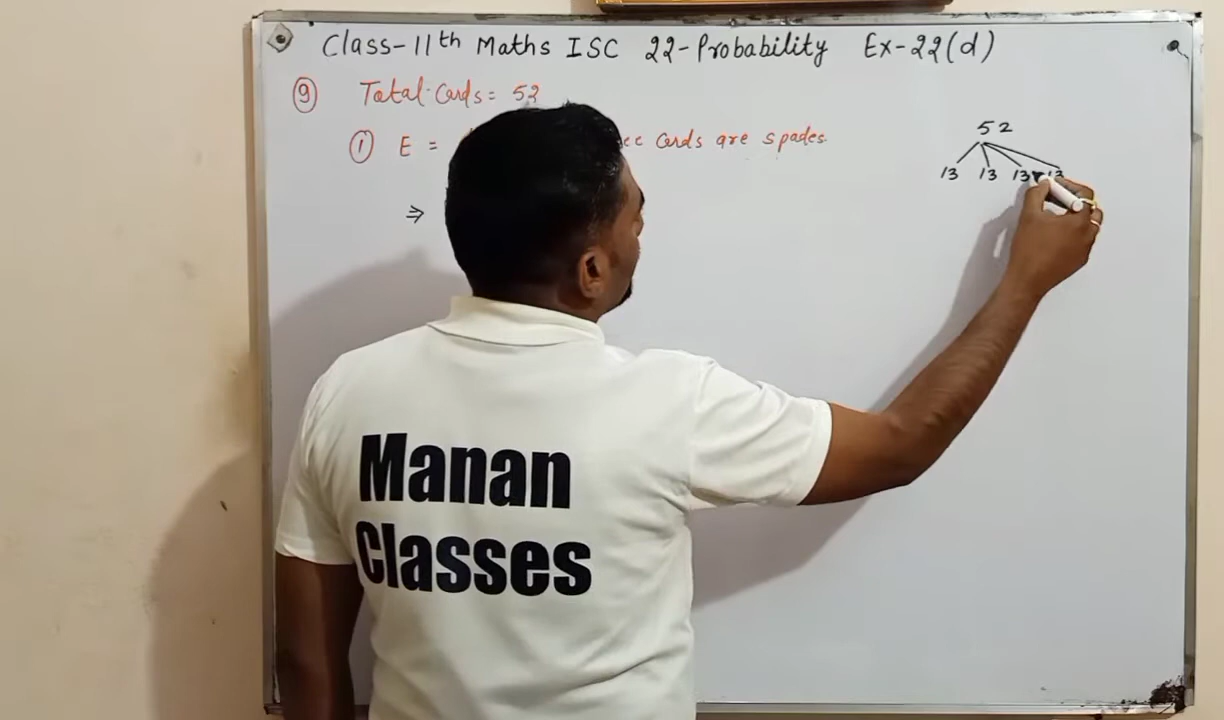 Class-11th Maths ISC 22-Probability Ex-22(d)
9 Total Cards = 52
1 E = cards are spades
⇒
52
13 13 13 13
Manan
Classes